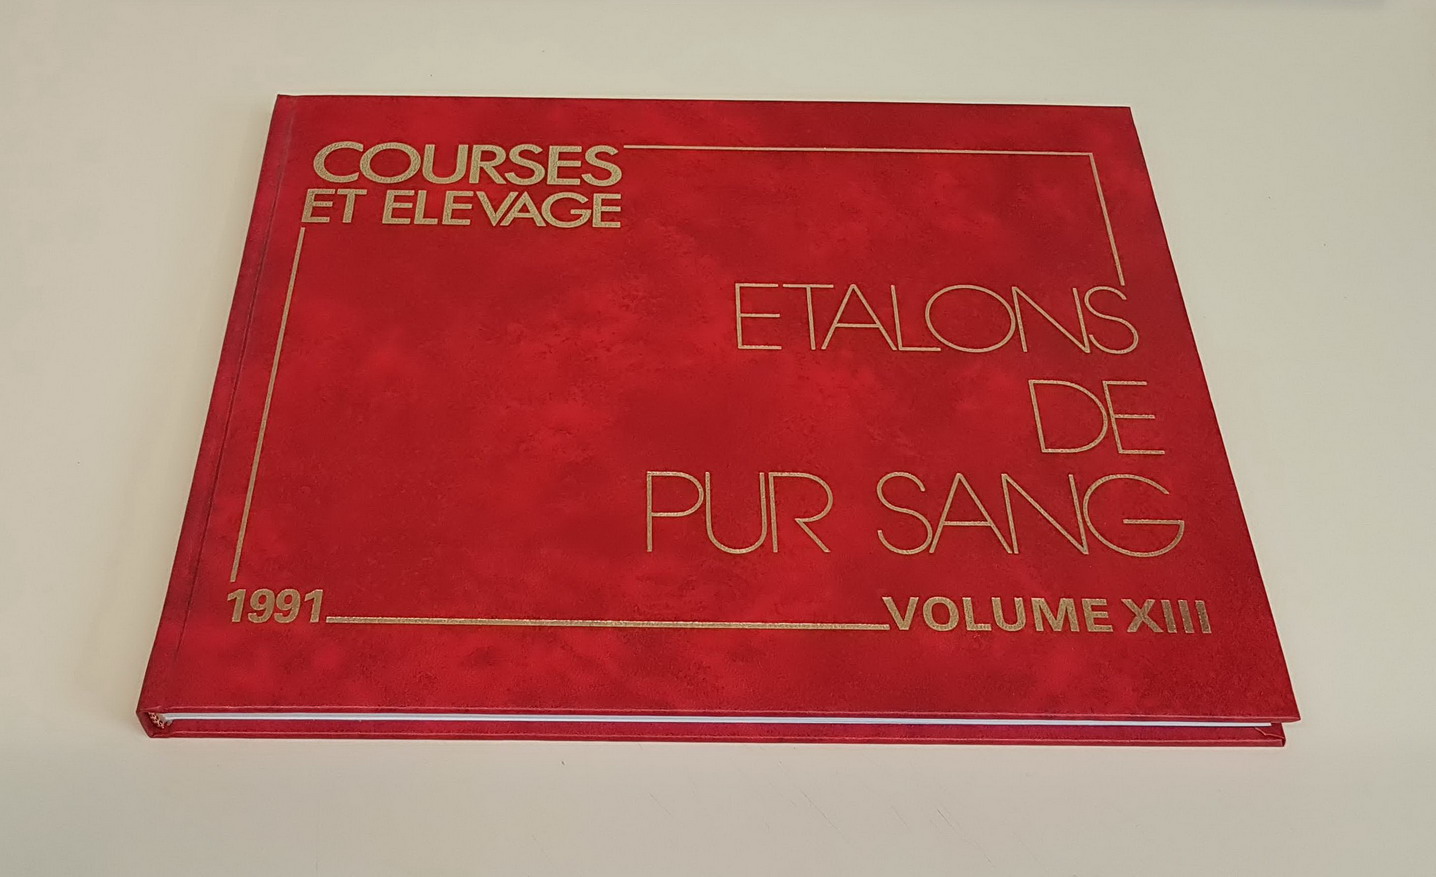 COURSES
ET ELEVAGE
ETALONS
DE
PUR SANG
1991
VOLUME XIII